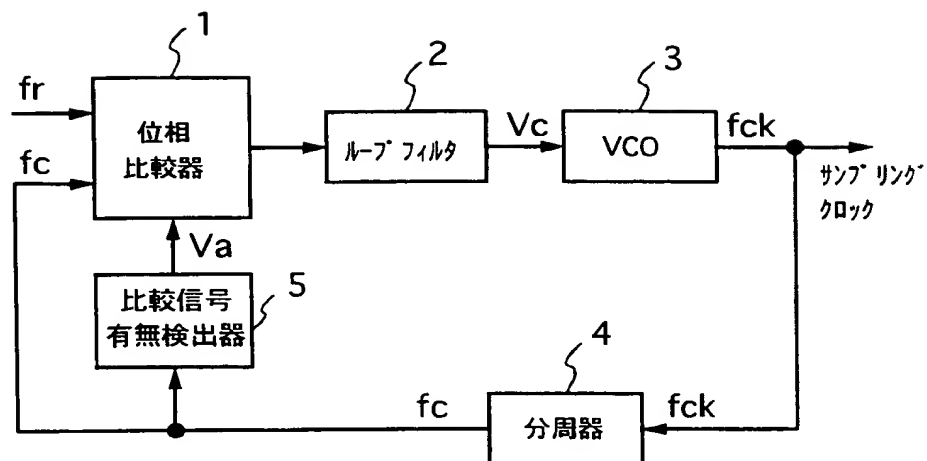 1
fr
fc
位相
比較器
2
ループフィルタ
Vc
3
VCO
fck
サンプリング
クロック
Va
比較信号
有無検出器
5
4
分周器
fc
fck